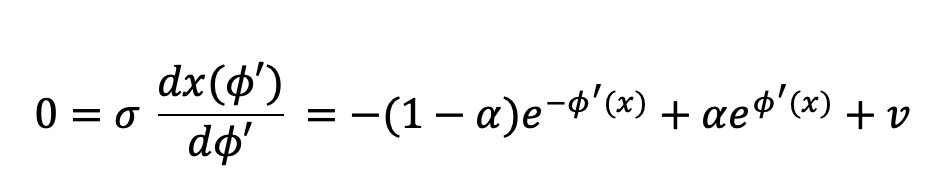 0 = σ dx(ϕ′)/dϕ′ = −(1 − α)e^{−ϕ′(x)} + αe^{ϕ′(x)} + v